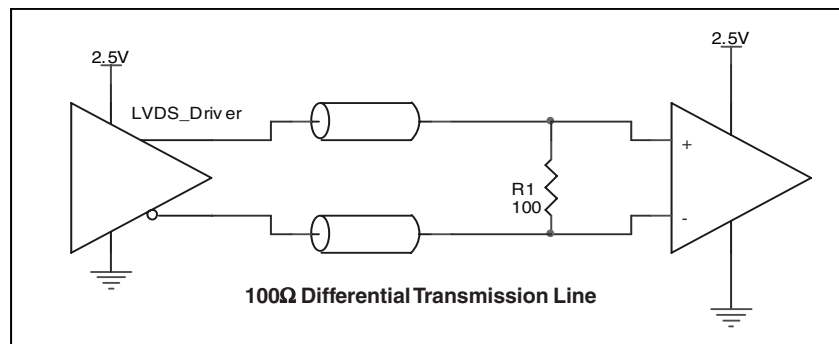 2.5V
2.5V
LVDS_Driver
+
R1
100
-
100Ω Differential Transmission Line